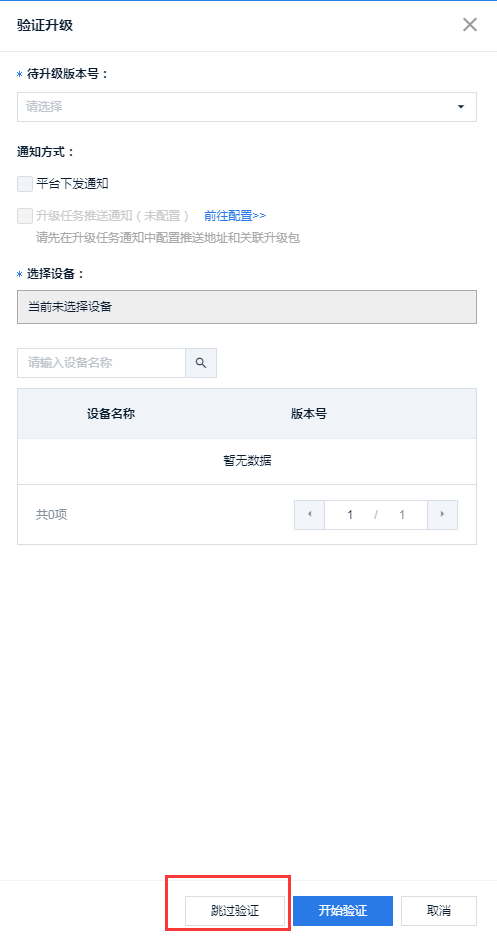 验证升级
* 待升级版本号：
请选择
通知方式：
平台下发通知
升级任务推送通知（未配置） 前往配置>>
请先在升级任务通知中配置推送地址和关联升级包
* 选择设备：
当前未选择设备
请输入设备名称
设备名称 版本号
暂无数据
共0项 1 / 1
跳过验证 开始验证 取消